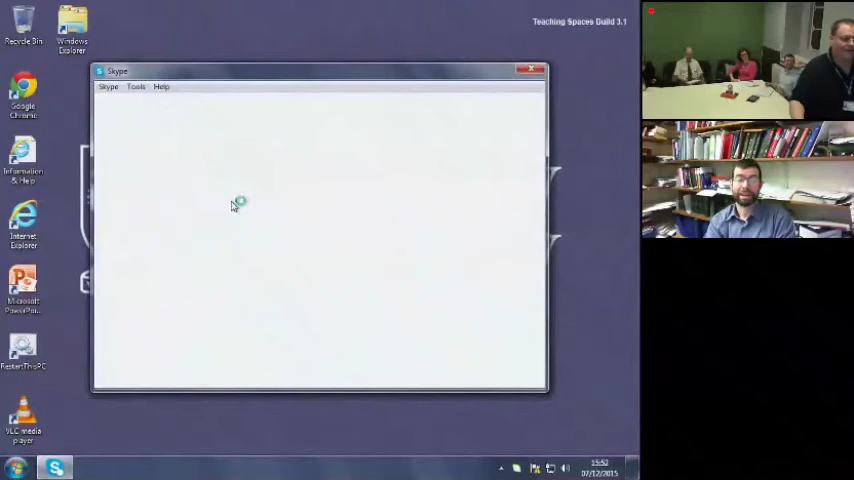 Teaching Spaces Build 3.1
Recycle Bin
Windows
Explorer
Skype
Skype Tools Help
Google
Chrome
Information
& Help
Internet
Explorer
Microsoft
PowerPoi...
RestartThisPC
VLC media
player
15:52
07/12/2015